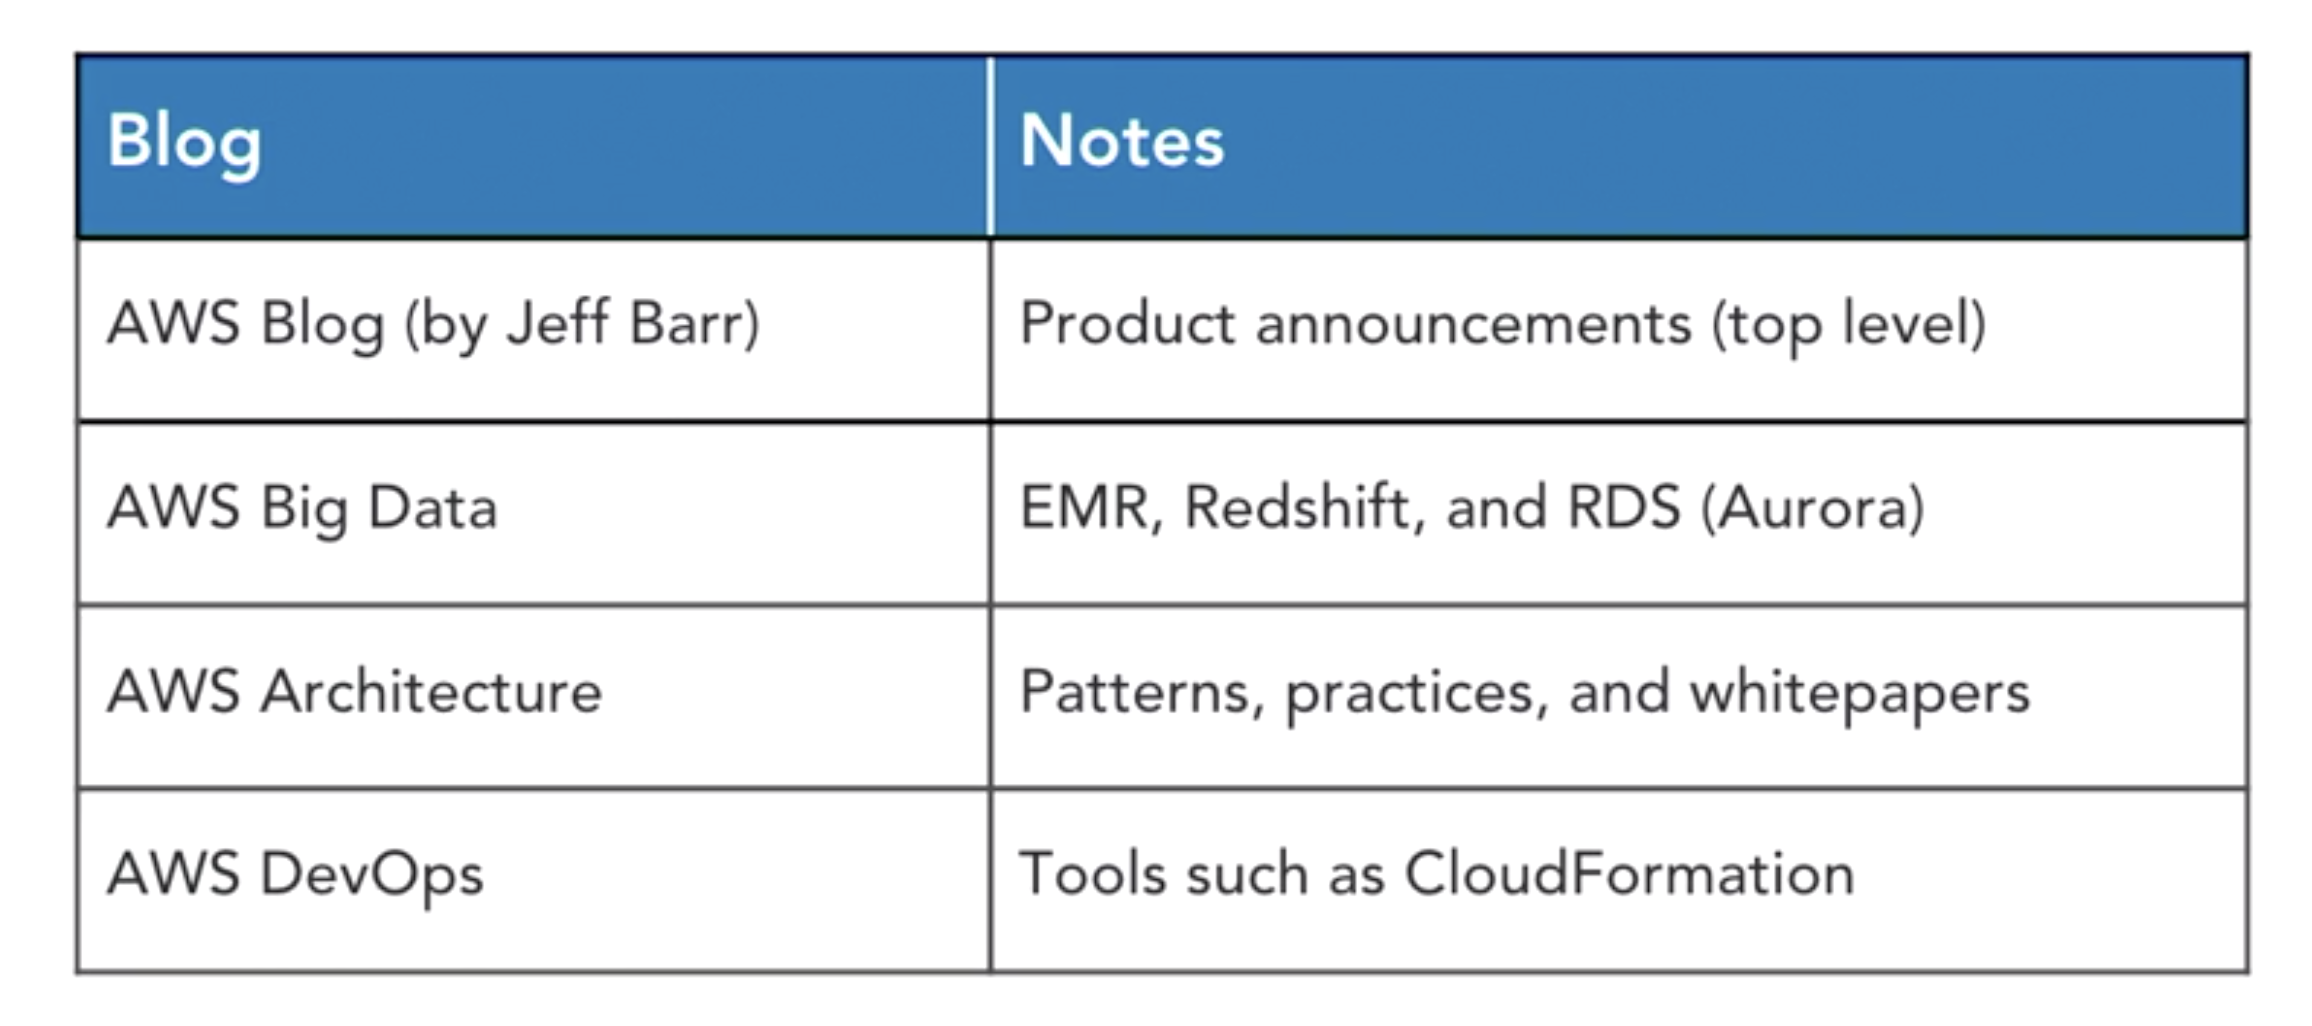 Blog
Notes
AWS Blog (by Jeff Barr)
Product announcements (top level)
AWS Big Data
EMR, Redshift, and RDS (Aurora)
AWS Architecture
Patterns, practices, and whitepapers
AWS DevOps
Tools such as CloudFormation